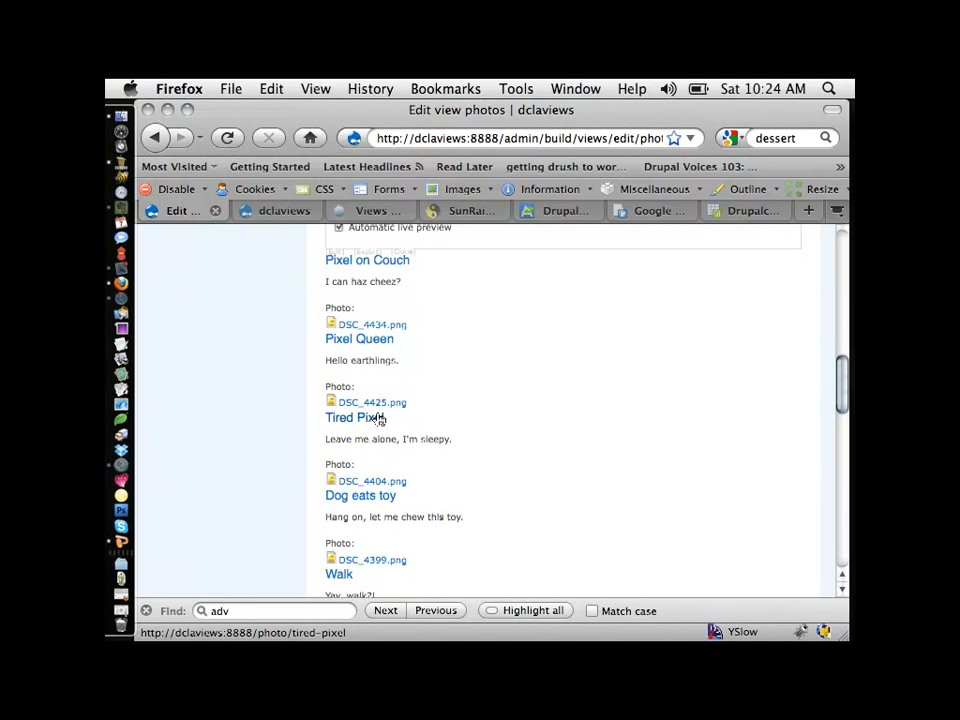 Firefox File Edit View History Bookmarks Tools Window Help Sat 10:24 AM
Edit view photos | dclaviews
http://dclaviews:8888/admin/build/views/edit/phot dessert
Most Visited Getting Started Latest Headlines Read Later getting drush to wor... Drupal Voices 103: ... »
Disable Cookies CSS Forms Images Information Miscellaneous Outline Resize
Edit ... dclaviews Views ... SunRai... Drupal... Google ... Drupalc...
Automatic live preview
Pixel on Couch
I can haz cheez?
Photo:
DSC_4434.png
Pixel Queen
Hello earthlings.
Photo:
DSC_4425.png
Tired Pixel
Leave me alone, I'm sleepy.
Photo:
DSC_4404.png
Dog eats toy
Hang on, let me chew this toy.
Photo:
DSC_4399.png
Walk
Yay, walk?!
Find: adv Next Previous Highlight all Match case
http://dclaviews:8888/photo/tired-pixel YSlow